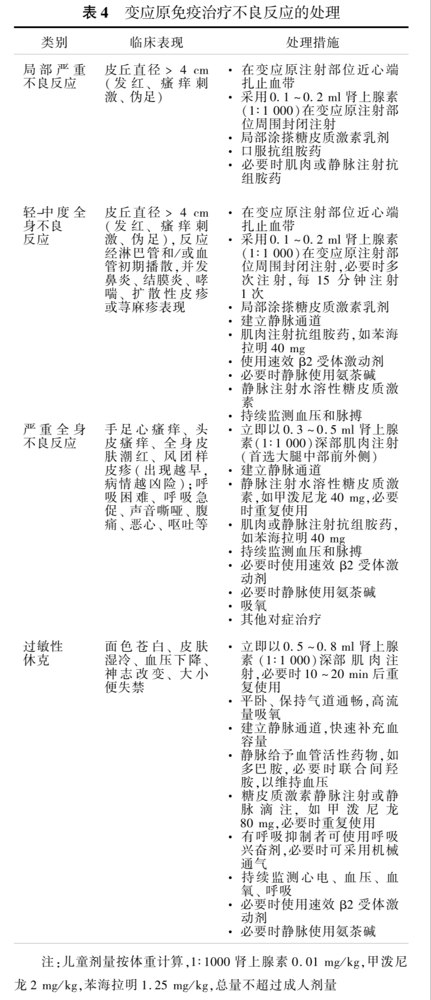 表 4 变应原免疫治疗不良反应的处理
类别 临床表现 处理措施
局部严重
不良反应
皮丘直径 > 4 cm
(发红、瘙痒刺
激、伪足)
· 在变应原注射部位近心端
扎止血带
· 采用0. 1 ~ 0. 2 ml 肾上腺素
(1∶1 000)在变应原注射部
位周围封闭注射
· 局部涂搽糖皮质激素乳剂
· 口服抗组胺药
· 必要时肌肉或静脉注射抗
组胺药
轻-中度全
身不良
反应
皮丘直径 > 4 cm
(发红、瘙痒刺
激、伪足),反应
经淋巴管和/或血
管初期播散,并发
鼻炎、结膜炎、哮
喘、扩散性皮疹
或荨麻疹表现
· 在变应原注射部位近心端
扎止血带
· 采用0. 1 ~ 0. 2 ml 肾上腺素
(1∶1 000)在变应原注射部
位周围封闭注射,必要时多
次注射,每 15 分钟注射
1 次
· 局部涂搽糖皮质激素乳剂
· 建立静脉通道
· 肌肉注射抗组胺药,如苯海
拉明 40 mg
· 使用速效 β2 受体激动剂
· 必要时静脉使用氨茶碱
· 静脉注射水溶性糖皮质激
素
· 持续监测血压和脉搏
严重全身
不良反应
手足心瘙痒、头
皮瘙痒、全身皮
肤潮红、风团样
皮疹(出现越早,
病情越凶险);呼
吸困难、呼吸急
促、声音嘶哑、腹
痛、恶心、呕吐等
· 立即以 0. 3 ~ 0. 5 ml 肾上腺
素(1∶1 000)深部肌肉注射
(首选大腿中部前外侧)
· 建立静脉通道
· 静脉注射水溶性糖皮质激
素,如甲泼尼龙 40 mg,必要
时重复使用
· 肌肉或静脉注射抗组胺药,
如苯海拉明 40 mg
· 持续监测血压和脉搏
· 必要时使用速效 β2 受体激
动剂
· 必要时静脉使用氨茶碱
· 吸氧
· 其他对症治疗
过敏性
休克
面色苍白、皮肤
湿冷、血压下降、
神志改变、大小
便失禁
· 立即以 0. 5 ~ 0. 8 ml 肾上腺
素 (1∶1 000)深部肌肉注
射,必要时 10 ~ 20 min 后重
复使用
· 平卧、保持气道通畅,高流
量吸氧
· 建立静脉通道,快速补充血
容量
· 静脉给予血管活性药物,如
多巴胺,必要时联合间羟
胺,以维持血压
· 糖皮质激素静脉注射或静
脉滴注,如甲泼尼龙
80 mg,必要时重复使用
· 有呼吸抑制者可使用呼吸
兴奋剂,必要时可采用机械
通气
· 持续监测心电、血压、血
氧、呼吸
· 必要时使用速效 β2 受体激
动剂
· 必要时静脉使用氨茶碱
注:儿童剂量按体重计算,1∶1000 肾上腺素 0. 01 mg/kg,甲泼尼
龙 2 mg/kg,苯海拉明 1. 25 mg/kg,总量不超过成人剂量